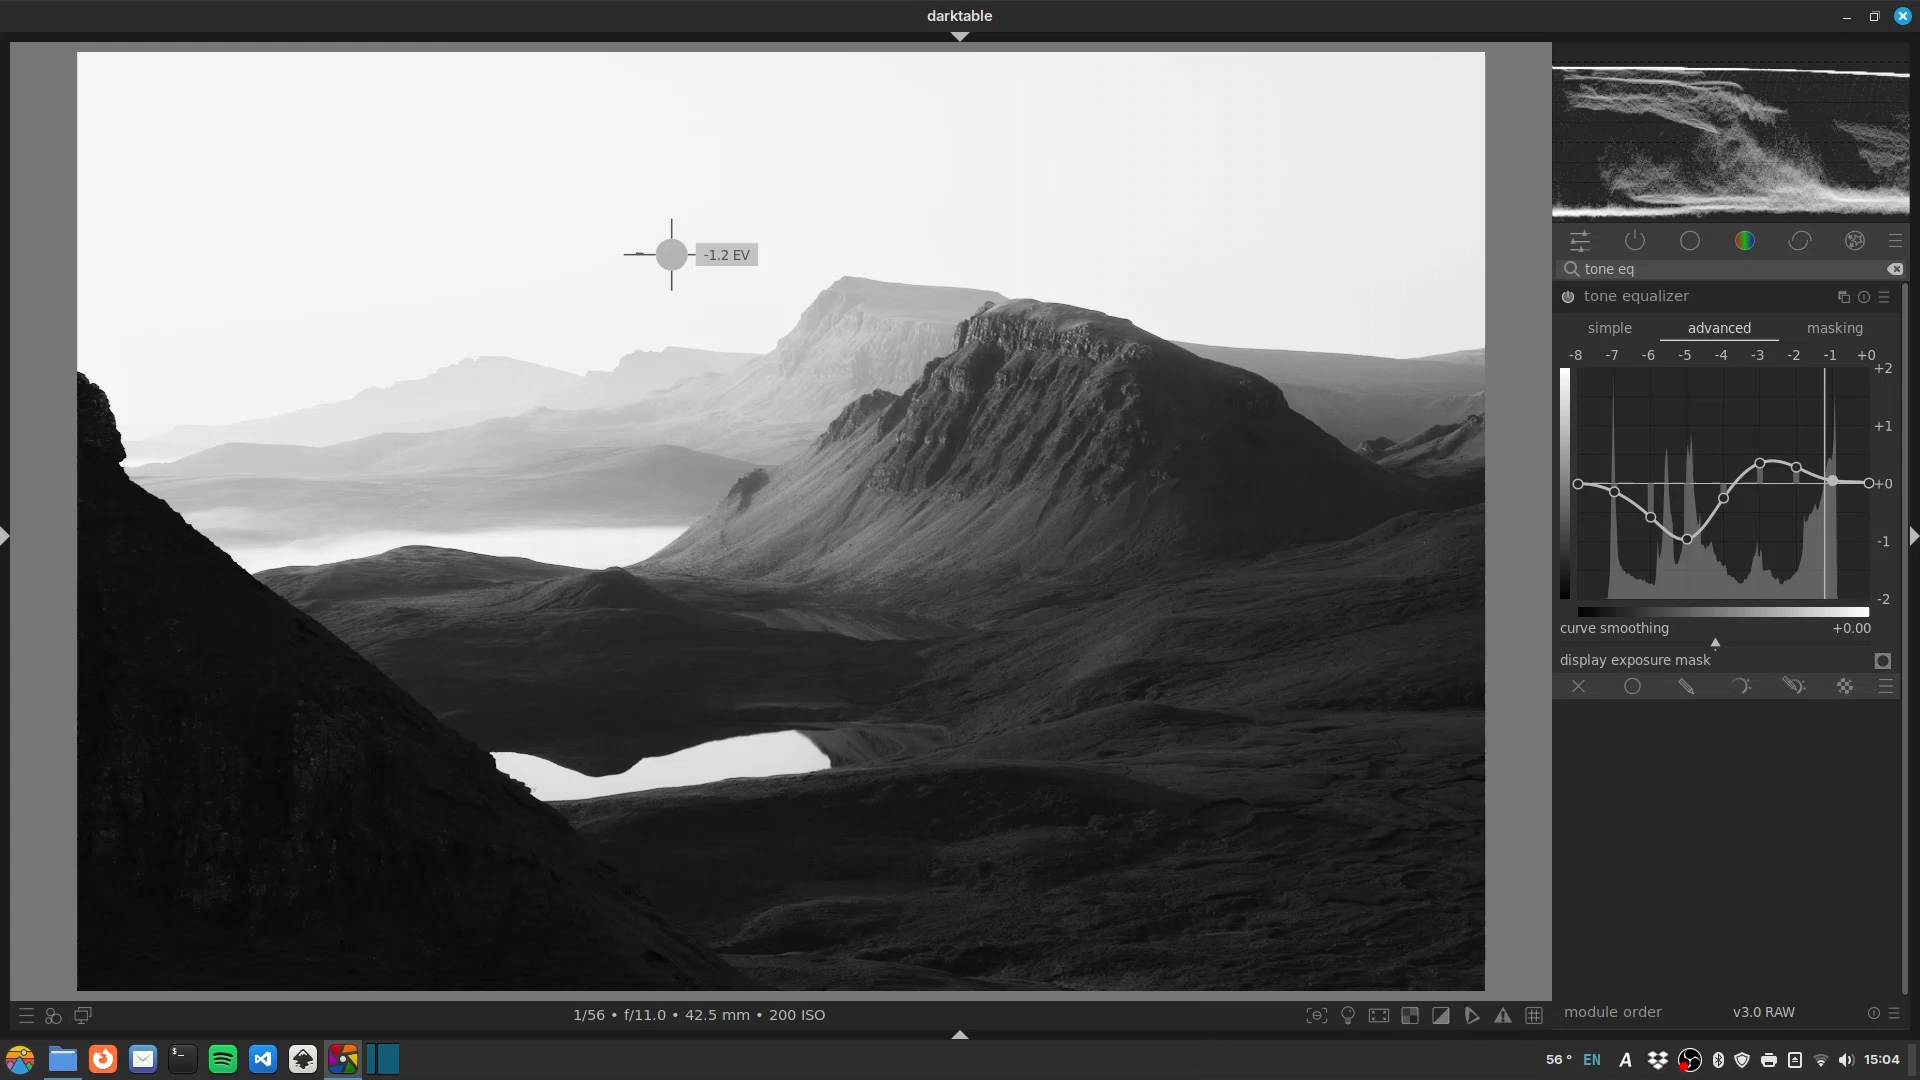 darktable
-1.2 EV
tone eq
tone equalizer
simple advanced masking
-8 -7 -6 -5 -4 -3 -2 -1 +0
+2
+1
+0
-1
-2
curve smoothing +0.00
display exposure mask
1/56 • f/11.0 • 42.5 mm • 200 ISO
module order v3.0 RAW
$_
56 ° EN A 15:04